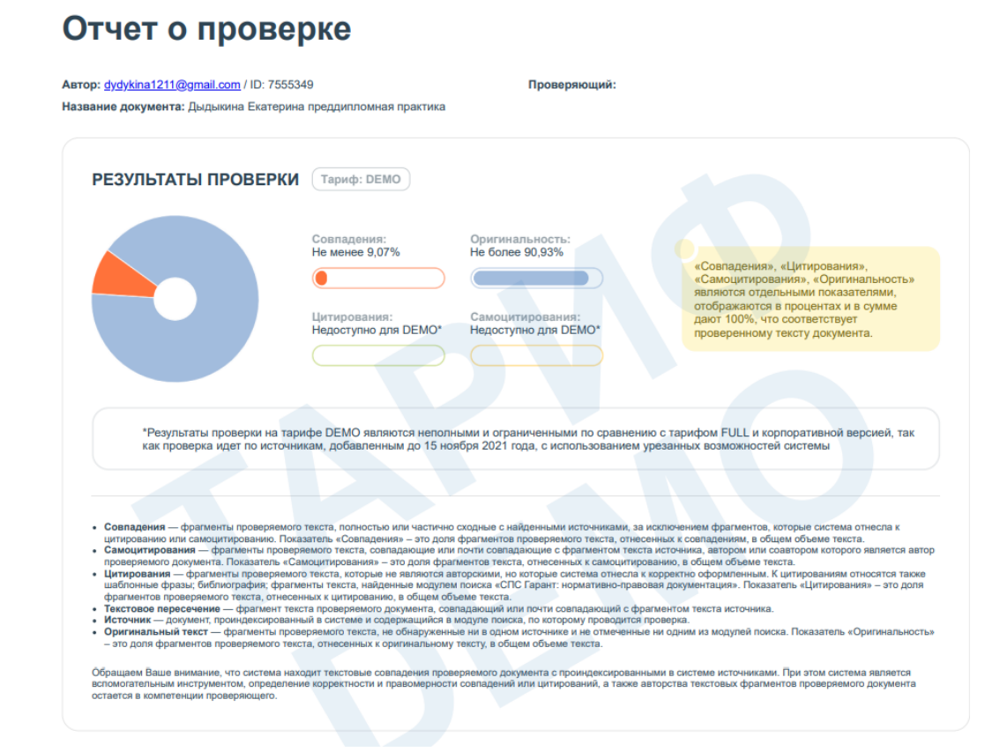 Отчет о проверке
Автор: dydykina1211@gmail.com / ID: 7555349
Проверяющий:
Название документа: Дыдыкина Екатерина преддипломная практика
РЕЗУЛЬТАТЫ ПРОВЕРКИ
Тариф: DEMO
Совпадения:
Не менее 9,07%
Оригинальность:
Не более 90,93%
Цитирования:
Недоступно для DEMO*
Самоцитирования:
Недоступно для DEMO*
«Совпадения», «Цитирования»,
«Самоцитирования», «Оригинальность»
являются отдельными показателями,
отображаются в процентах и в сумме
дают 100%, что соответствует
проверенному тексту документа.
*Результаты проверки на тарифе DEMO являются неполными и ограниченными по сравнению с тарифом FULL и корпоративной версией, так
как проверка идет по источникам, добавленным до 15 ноября 2021 года, с использованием урезанных возможностей системы
• Совпадения — фрагменты проверяемого текста, полностью или частично сходные с найденными источниками, за исключением фрагментов, которые система отнесла к
цитированию или самоцитированию. Показатель «Совпадения» – это доля фрагментов проверяемого текста, отнесенных к совпадениям, в общем объеме текста.
• Самоцитирования — фрагменты проверяемого текста, совпадающие или почти совпадающие с фрагментом текста источника, автором или соавтором которого является автор
проверяемого документа. Показатель «Самоцитирования» – это доля фрагментов текста, отнесенных к самоцитированию, в общем объеме текста.
• Цитирования — фрагменты проверяемого текста, которые не являются авторскими, но которые система отнесла к корректно оформленным. К цитированиям относятся также
шаблонные фразы; библиография; фрагменты текста, найденные модулем поиска «СПС Гарант: нормативно-правовая документация». Показатель «Цитирования» – это доля
фрагментов проверяемого текста, отнесенных к цитированию, в общем объеме текста.
• Текстовое пересечение — фрагмент текста проверяемого документа, совпадающий или почти совпадающий с фрагментом текста источника.
• Источник — документ, проиндексированный в системе и содержащийся в модуле поиска, по которому проводится проверка.
• Оригинальный текст — фрагменты проверяемого текста, не обнаруженные ни в одном источнике и не отмеченные ни одним из модулей поиска. Показатель «Оригинальность»
– это доля фрагментов проверяемого текста, отнесенных к оригинальному тексту, в общем объеме текста.
Обращаем Ваше внимание, что система находит текстовые совпадения проверяемого документа с проиндексированными в системе источниками. При этом система является
вспомогательным инструментом, определение корректности и правомерности совпадений или цитирований, а также авторства текстовых фрагментов проверяемого документа
остается в компетенции проверяющего.
ТАРИФ
DEMO